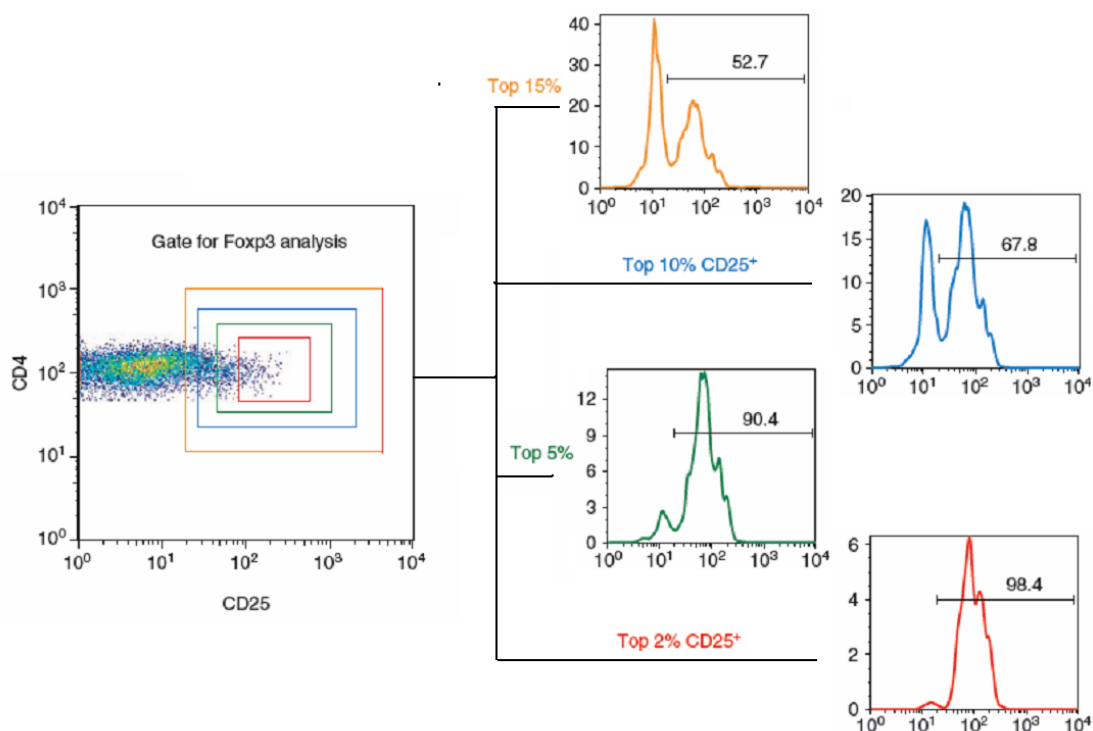 Top 15%
40
30
20
10
0
52.7
10⁰ 10¹ 10² 10³ 10⁴
Top 10% CD25⁺
20
15
10
5
0
67.8
10⁰ 10¹ 10² 10³ 10⁴
Gate for Foxp3 analysis
CD4
10⁴
10³
10²
10¹
10⁰
10⁰ 10¹ 10² 10³ 10⁴
CD25
Top 5%
12
9
6
3
0
90.4
10⁰ 10¹ 10² 10³ 10⁴
Top 2% CD25⁺
6
4
2
0
98.4
10⁰ 10¹ 10² 10³ 10⁴